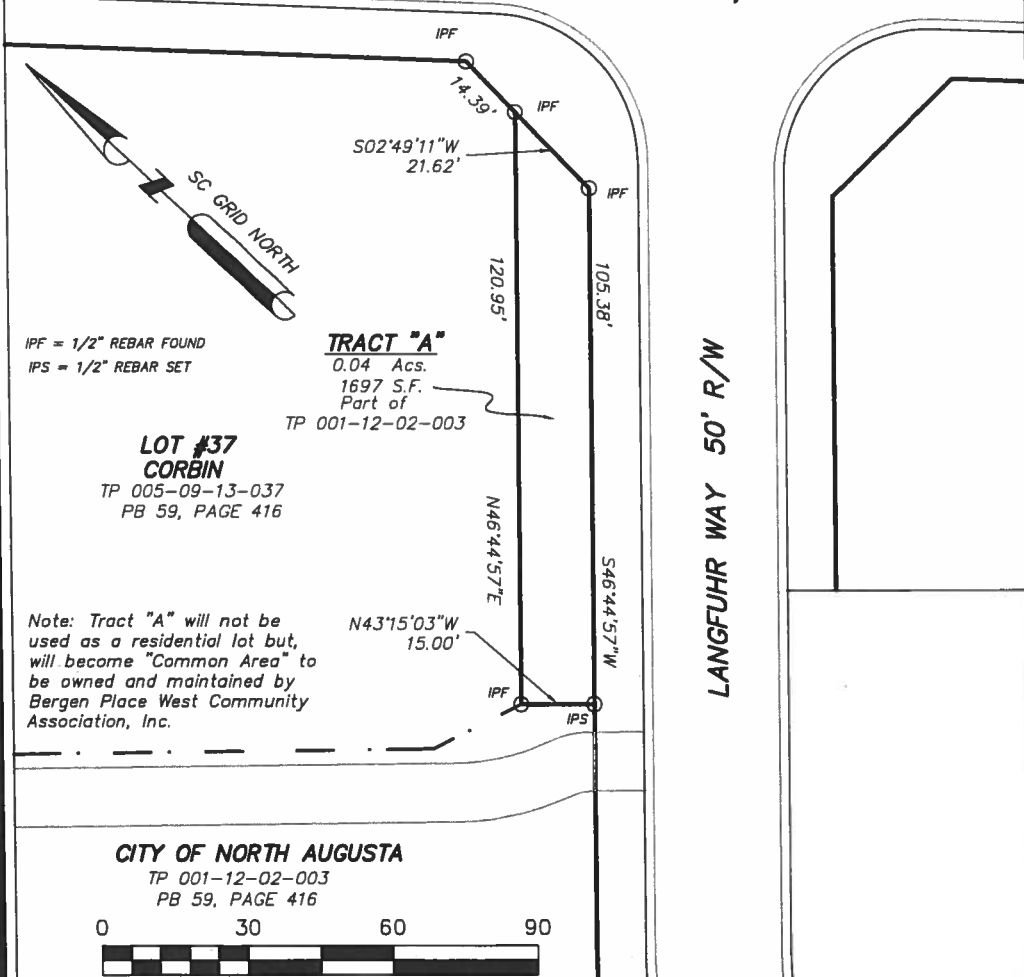 IPF
14.39'
IPF
S02°49'11"W
21.62'
IPF
SC GRID NORTH
120.95'
105.38'
IPF = 1/2" REBAR FOUND
IPS = 1/2" REBAR SET
TRACT "A"
0.04 Acs.
1697 S.F.
Part of
TP 001-12-02-003
LOT #37
CORBIN
TP 005-09-13-037
PB 59, PAGE 416
LANGFUHR WAY 50' R/W
N46°44'57"E
S46°44'57"W
Note: Tract "A" will not be
used as a residential lot but,
will become "Common Area" to
be owned and maintained by
Bergen Place West Community
Association, Inc.
N43°15'03"W
15.00'
IPF
IPS
CITY OF NORTH AUGUSTA
TP 001-12-02-003
PB 59, PAGE 416
0 30 60 90